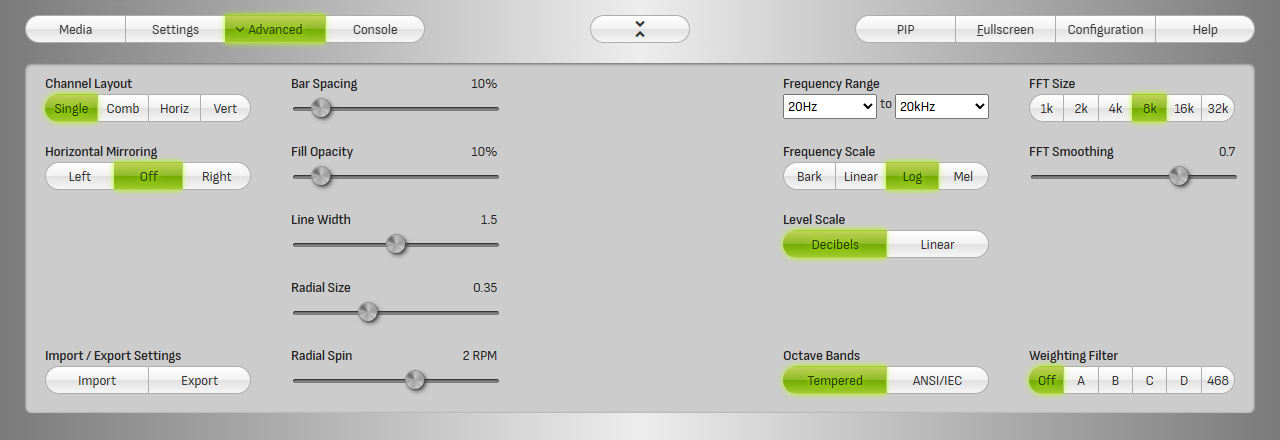 Media Settings Advanced Console PIP Fullscreen Configuration Help
Channel Layout Bar Spacing 10% Frequency Range FFT Size
Single Comb Horiz Vert 20Hz to 20kHz 1k 2k 4k 8k 16k 32k
Horizontal Mirroring Fill Opacity 10% Frequency Scale FFT Smoothing 0.7
Left Off Right Bark Linear Log Mel
Line Width 1.5 Level Scale
Decibels Linear
Radial Size 0.35
Import / Export Settings Radial Spin 2 RPM Octave Bands Weighting Filter
Import Export Tempered ANSI/IEC Off A B C D 468